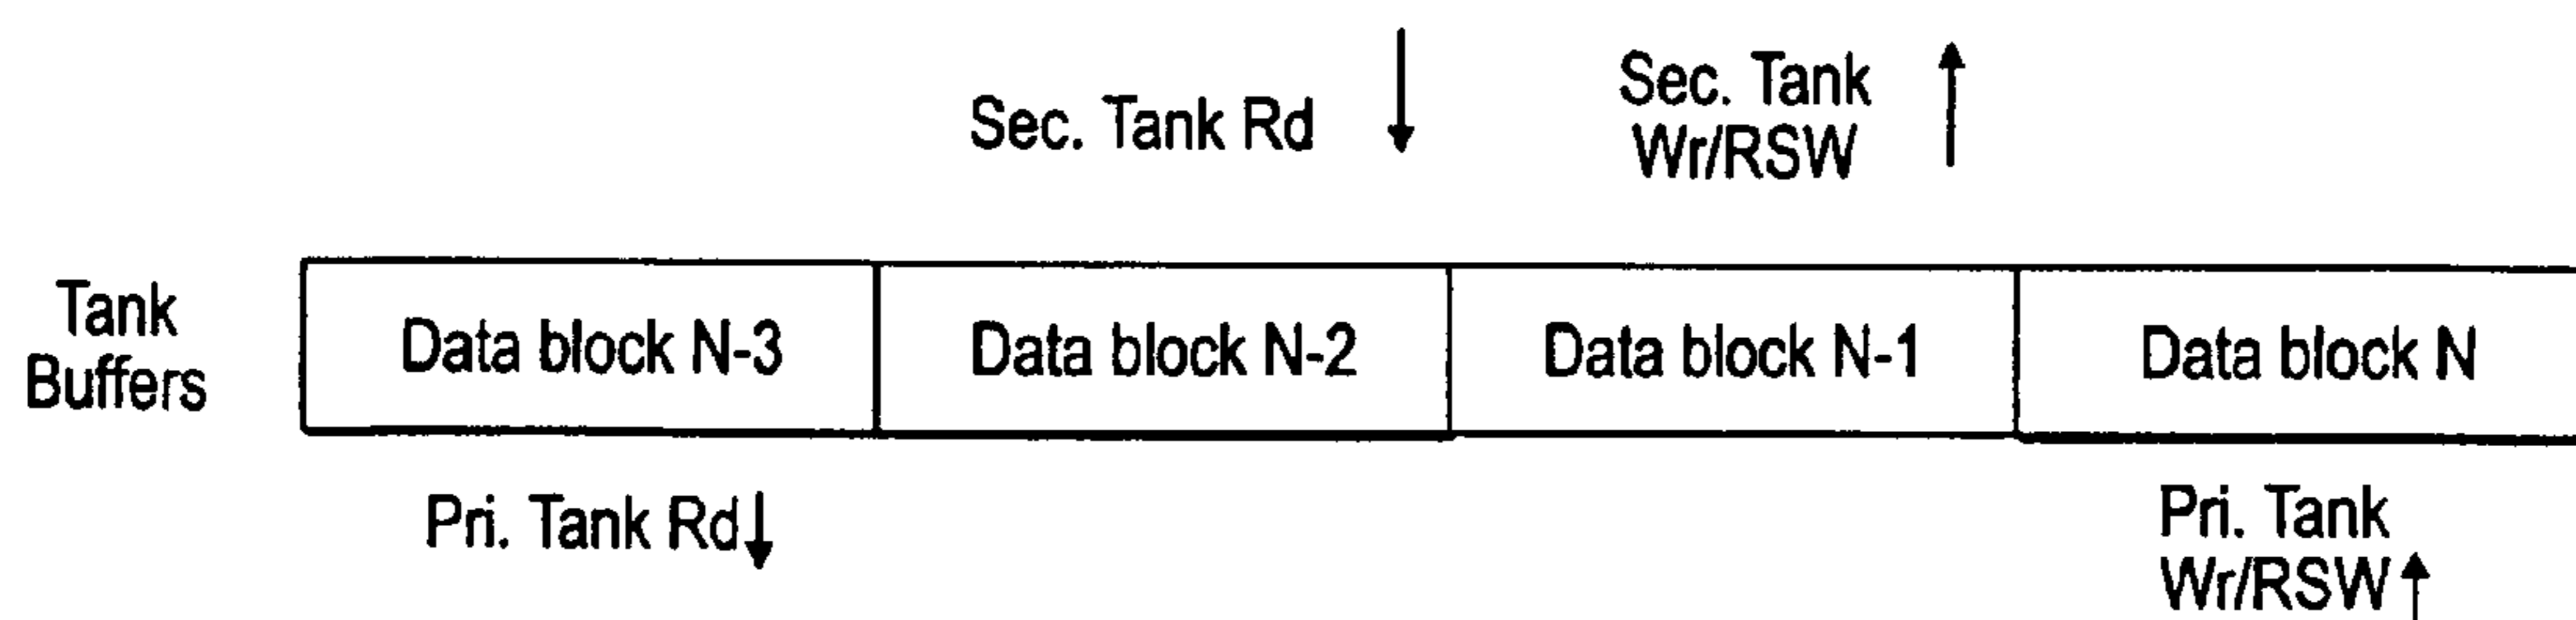 Sec. Tank Rd
Sec. Tank
Wr/RSW
Tank
Buffers
Data block N-3
Data block N-2
Data block N-1
Data block N
Pri. Tank Rd
Pri. Tank
Wr/RSW